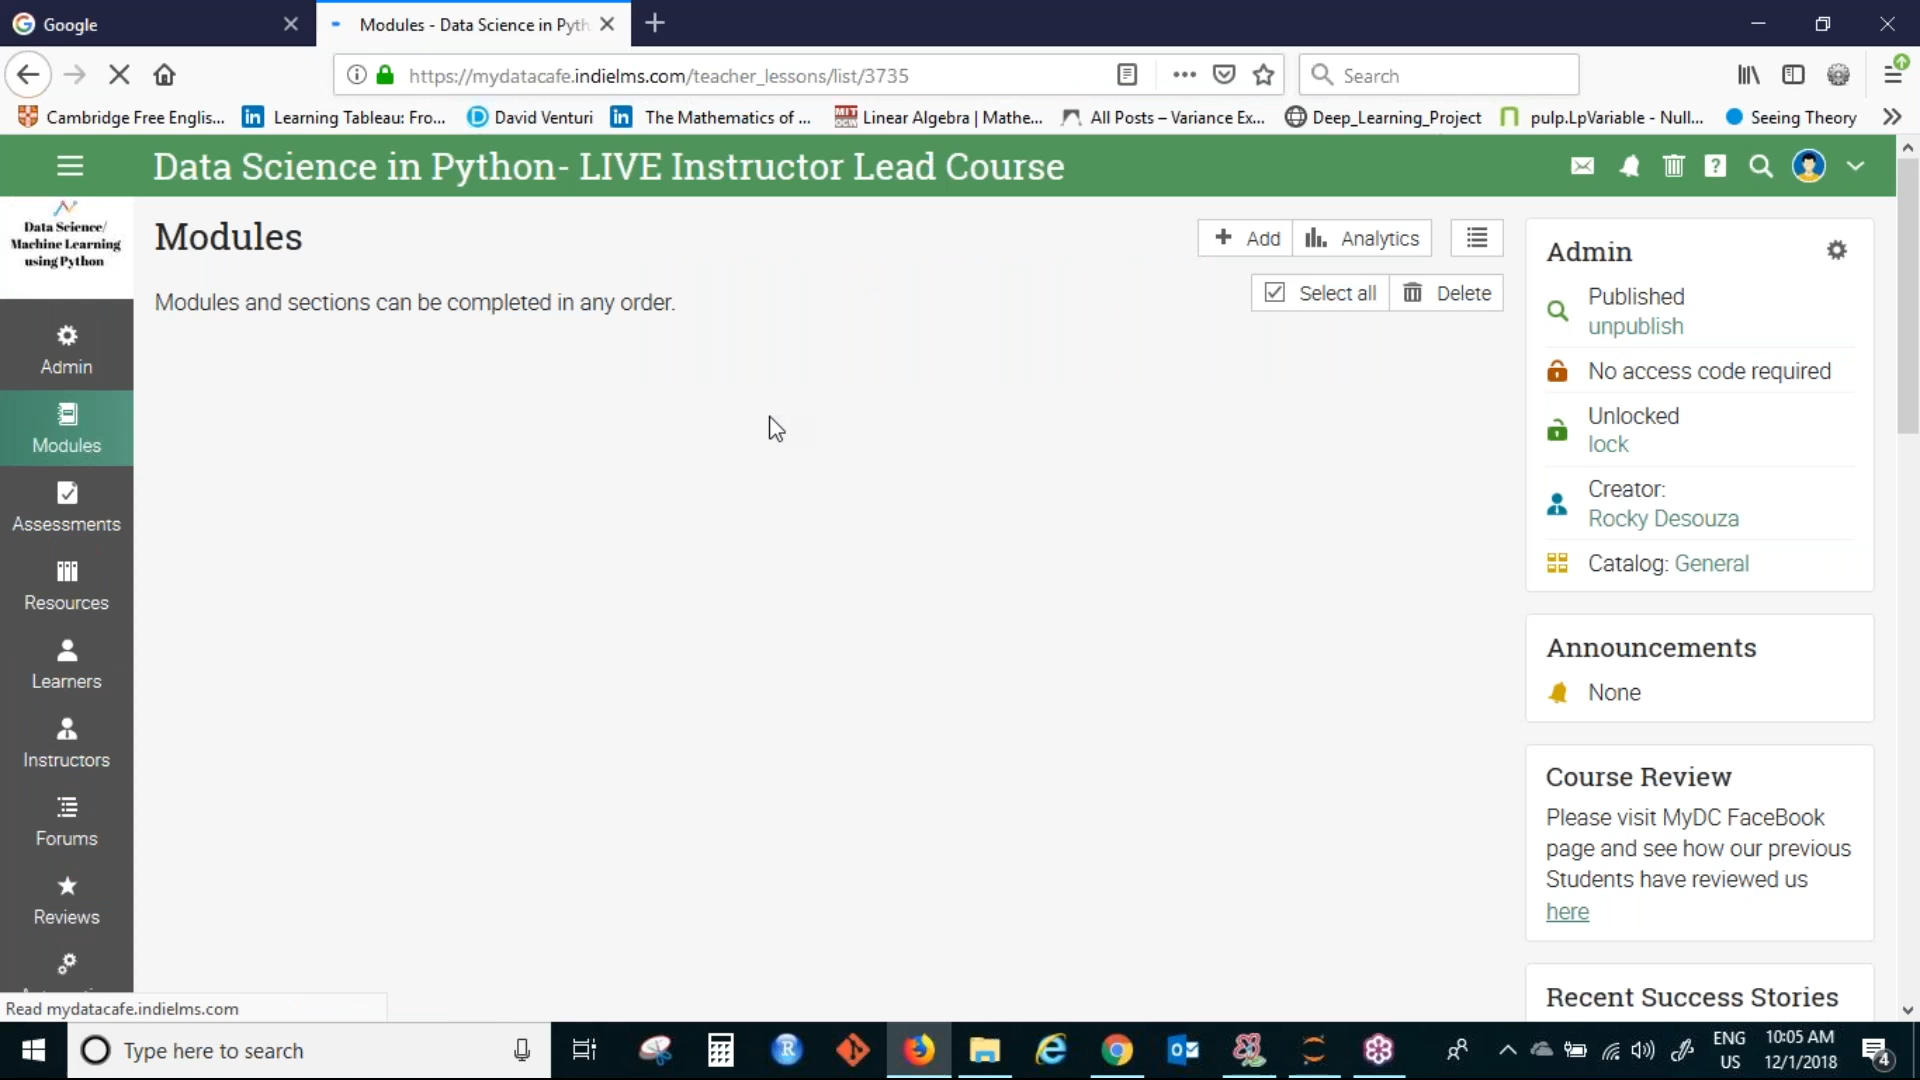 Google
Modules - Data Science in Pyth
https://mydatacafe.indielms.com/teacher_lessons/list/3735
Search
Cambridge Free Englis...
Learning Tableau: Fro...
David Venturi
The Mathematics of ...
Linear Algebra | Mathe...
All Posts – Variance Ex...
Deep_Learning_Project
pulp.LpVariable - Null...
Seeing Theory
Data Science in Python- LIVE Instructor Lead Course
Data Science/
Machine Learning
using Python
Admin
Modules
Assessments
Resources
Learners
Instructors
Forums
Reviews
Modules
Add
Analytics
Select all
Delete
Modules and sections can be completed in any order.
Admin
Published
unpublish
No access code required
Unlocked
lock
Creator:
Rocky Desouza
Catalog: General
Announcements
None
Course Review
Please visit MyDC FaceBook
page and see how our previous
Students have reviewed us
here
Recent Success Stories
Read mydatacafe.indielms.com
Type here to search
ENG
US
10:05 AM
12/1/2018
4